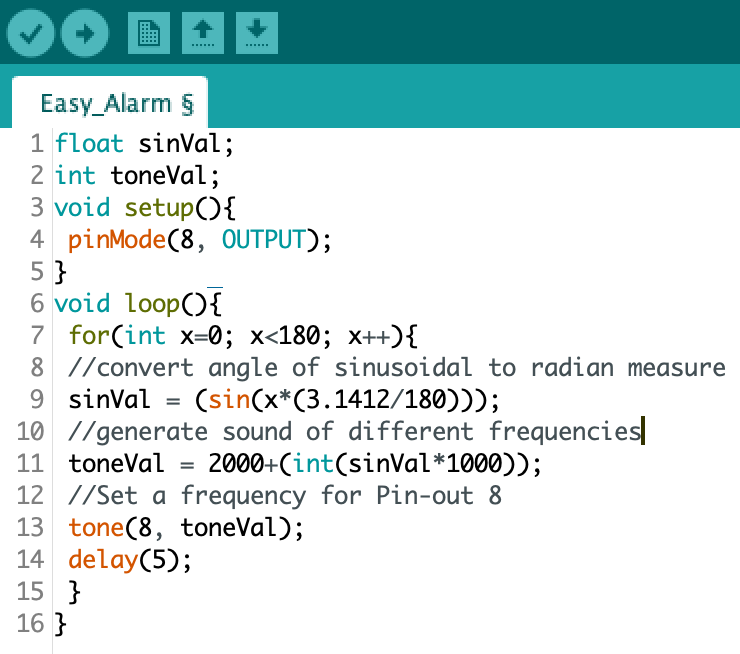 Easy_Alarm §
1 float sinVal;
2 int toneVal;
3 void setup(){
4 pinMode(8, OUTPUT);
5 }
6 void loop(){
7 for(int x=0; x<180; x++){
8 //convert angle of sinusoidal to radian measure
9 sinVal = (sin(x*(3.1412/180)));
10 //generate sound of different frequencies
11 toneVal = 2000+(int(sinVal*1000));
12 //Set a frequency for Pin-out 8
13 tone(8, toneVal);
14 delay(5);
15 }
16 }